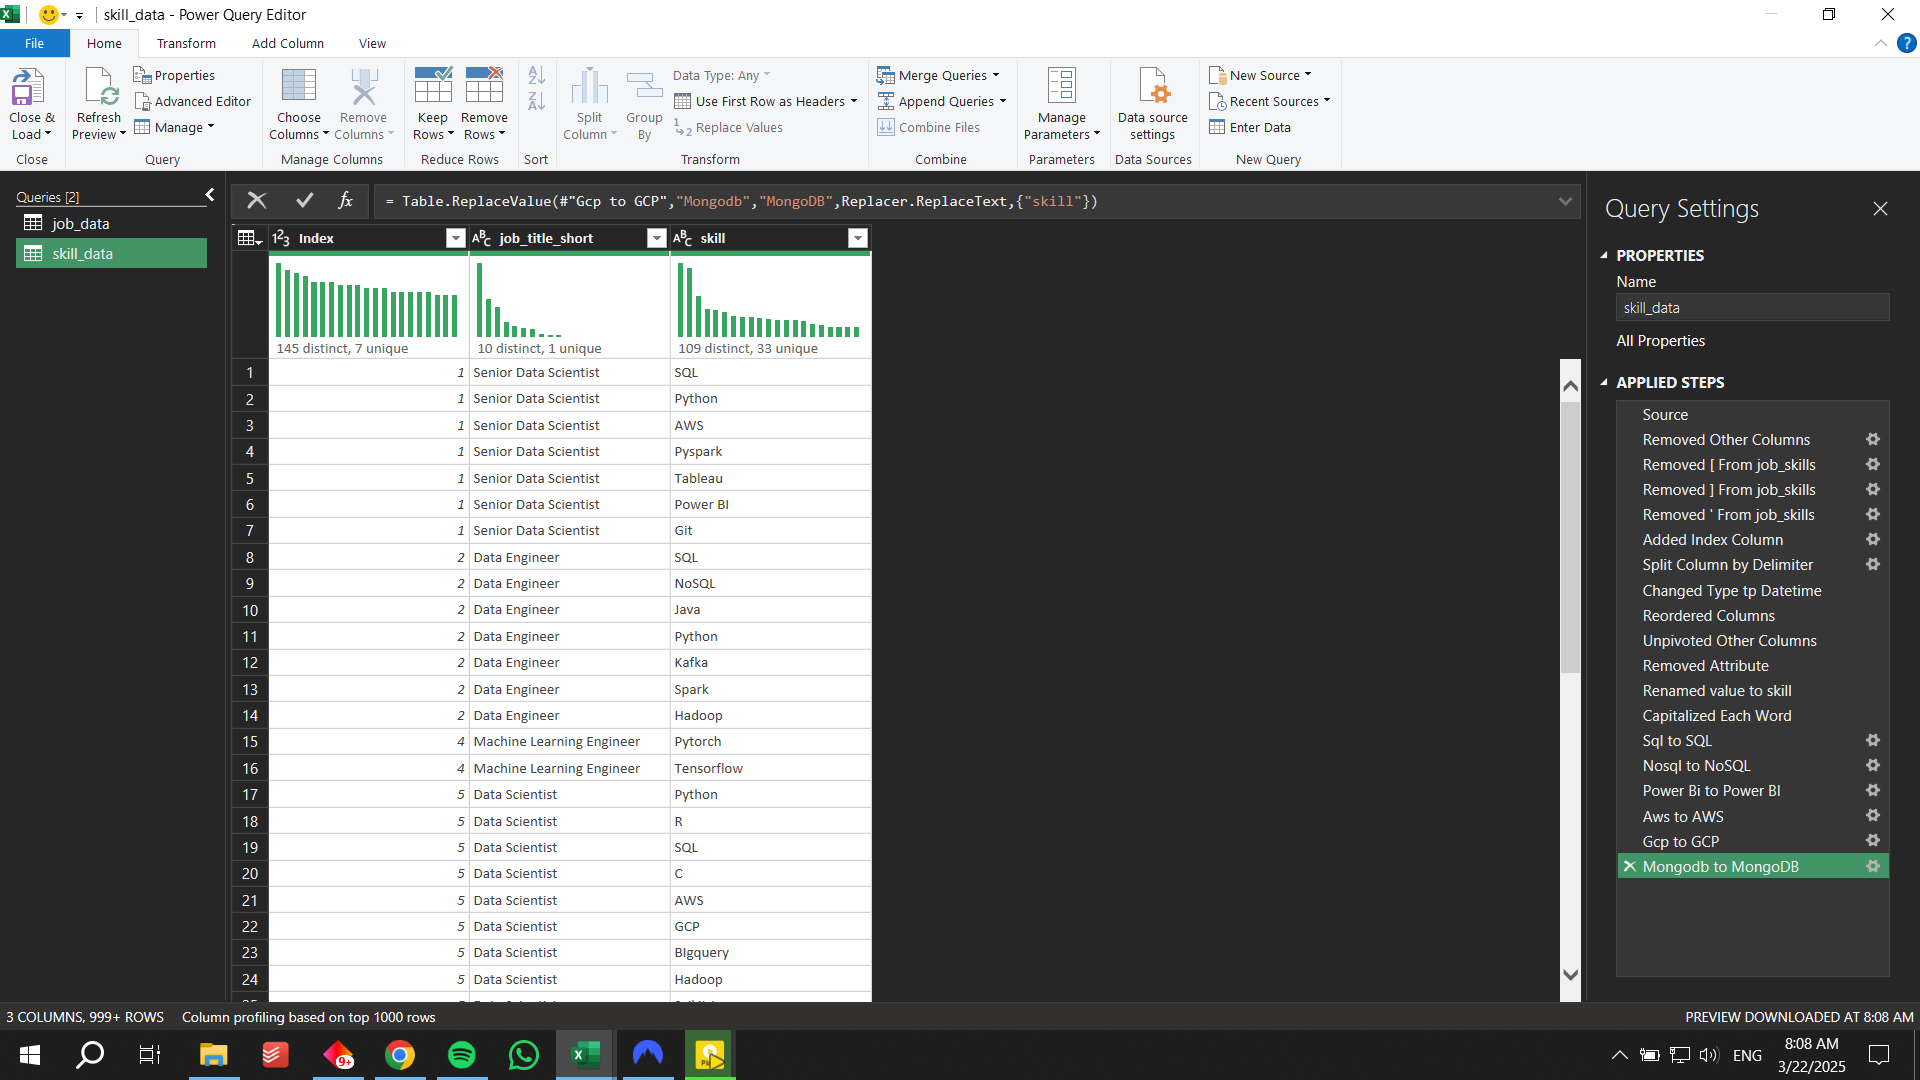 skill_data - Power Query Editor
File
Home
Transform
Add Column
View
Close &
Load
Close
Refresh
Preview
Properties
Advanced Editor
Manage
Query
Choose
Columns
Remove
Columns
Manage Columns
Keep
Rows
Remove
Rows
Reduce Rows
Sort
Split
Column
Group
By
Data Type: Any
Use First Row as Headers
Replace Values
Transform
Merge Queries
Append Queries
Combine Files
Combine
Manage
Parameters
Parameters
Data source
settings
Data Sources
New Source
Recent Sources
Enter Data
New Query
Queries [2]
job_data
skill_data
fx
= Table.ReplaceValue(#"Gcp to GCP","Mongodb","MongoDB",Replacer.ReplaceText,{"skill"})
Index job_title_short skill
145 distinct, 7 unique 10 distinct, 1 unique 109 distinct, 33 unique
1 1 Senior Data Scientist SQL
2 1 Senior Data Scientist Python
3 1 Senior Data Scientist AWS
4 1 Senior Data Scientist Pyspark
5 1 Senior Data Scientist Tableau
6 1 Senior Data Scientist Power BI
7 1 Senior Data Scientist Git
8 2 Data Engineer SQL
9 2 Data Engineer NoSQL
10 2 Data Engineer Java
11 2 Data Engineer Python
12 2 Data Engineer Kafka
13 2 Data Engineer Spark
14 2 Data Engineer Hadoop
15 4 Machine Learning Engineer Pytorch
16 4 Machine Learning Engineer Tensorflow
17 5 Data Scientist Python
18 5 Data Scientist R
19 5 Data Scientist SQL
20 5 Data Scientist C
21 5 Data Scientist AWS
22 5 Data Scientist GCP
23 5 Data Scientist BIgquery
24 5 Data Scientist Hadoop
Query Settings
PROPERTIES
Name
skill_data
All Properties
APPLIED STEPS
Source
Removed Other Columns
Removed [ From job_skills
Removed ] From job_skills
Removed ' From job_skills
Added Index Column
Split Column by Delimiter
Changed Type tp Datetime
Reordered Columns
Unpivoted Other Columns
Removed Attribute
Renamed value to skill
Capitalized Each Word
Sql to SQL
Nosql to NoSQL
Power Bi to Power BI
Aws to AWS
Gcp to GCP
Mongodb to MongoDB
3 COLUMNS, 999+ ROWS Column profiling based on top 1000 rows
PREVIEW DOWNLOADED AT 8:08 AM
9+
ENG
8:08 AM
3/22/2025